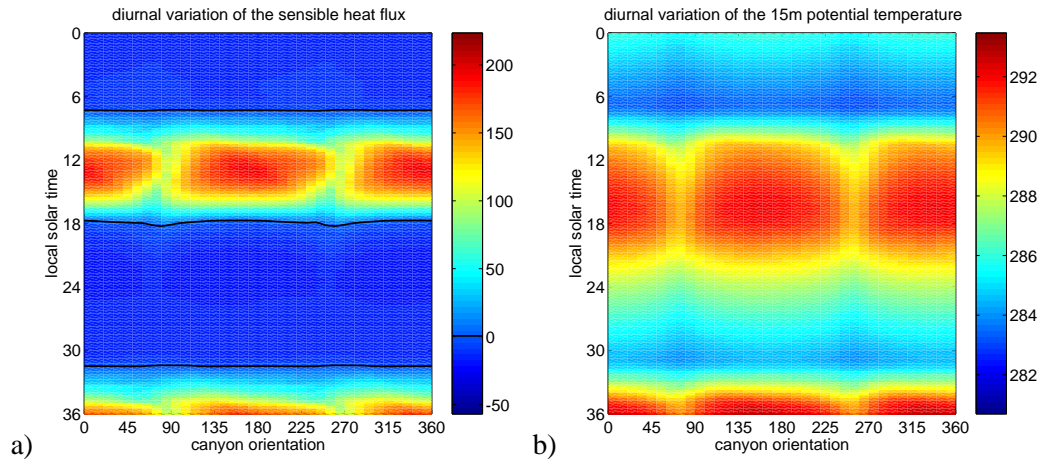 diurnal variation of the sensible heat flux
0
6
12
18
24
30
36
local solar time
0 45 90 135 180 225 270 315 360
canyon orientation
200
150
100
50
0
-50
a)
diurnal variation of the 15m potential temperature
0
6
12
18
24
30
36
local solar time
0 45 90 135 180 225 270 315 360
canyon orientation
292
290
288
286
284
282
b)